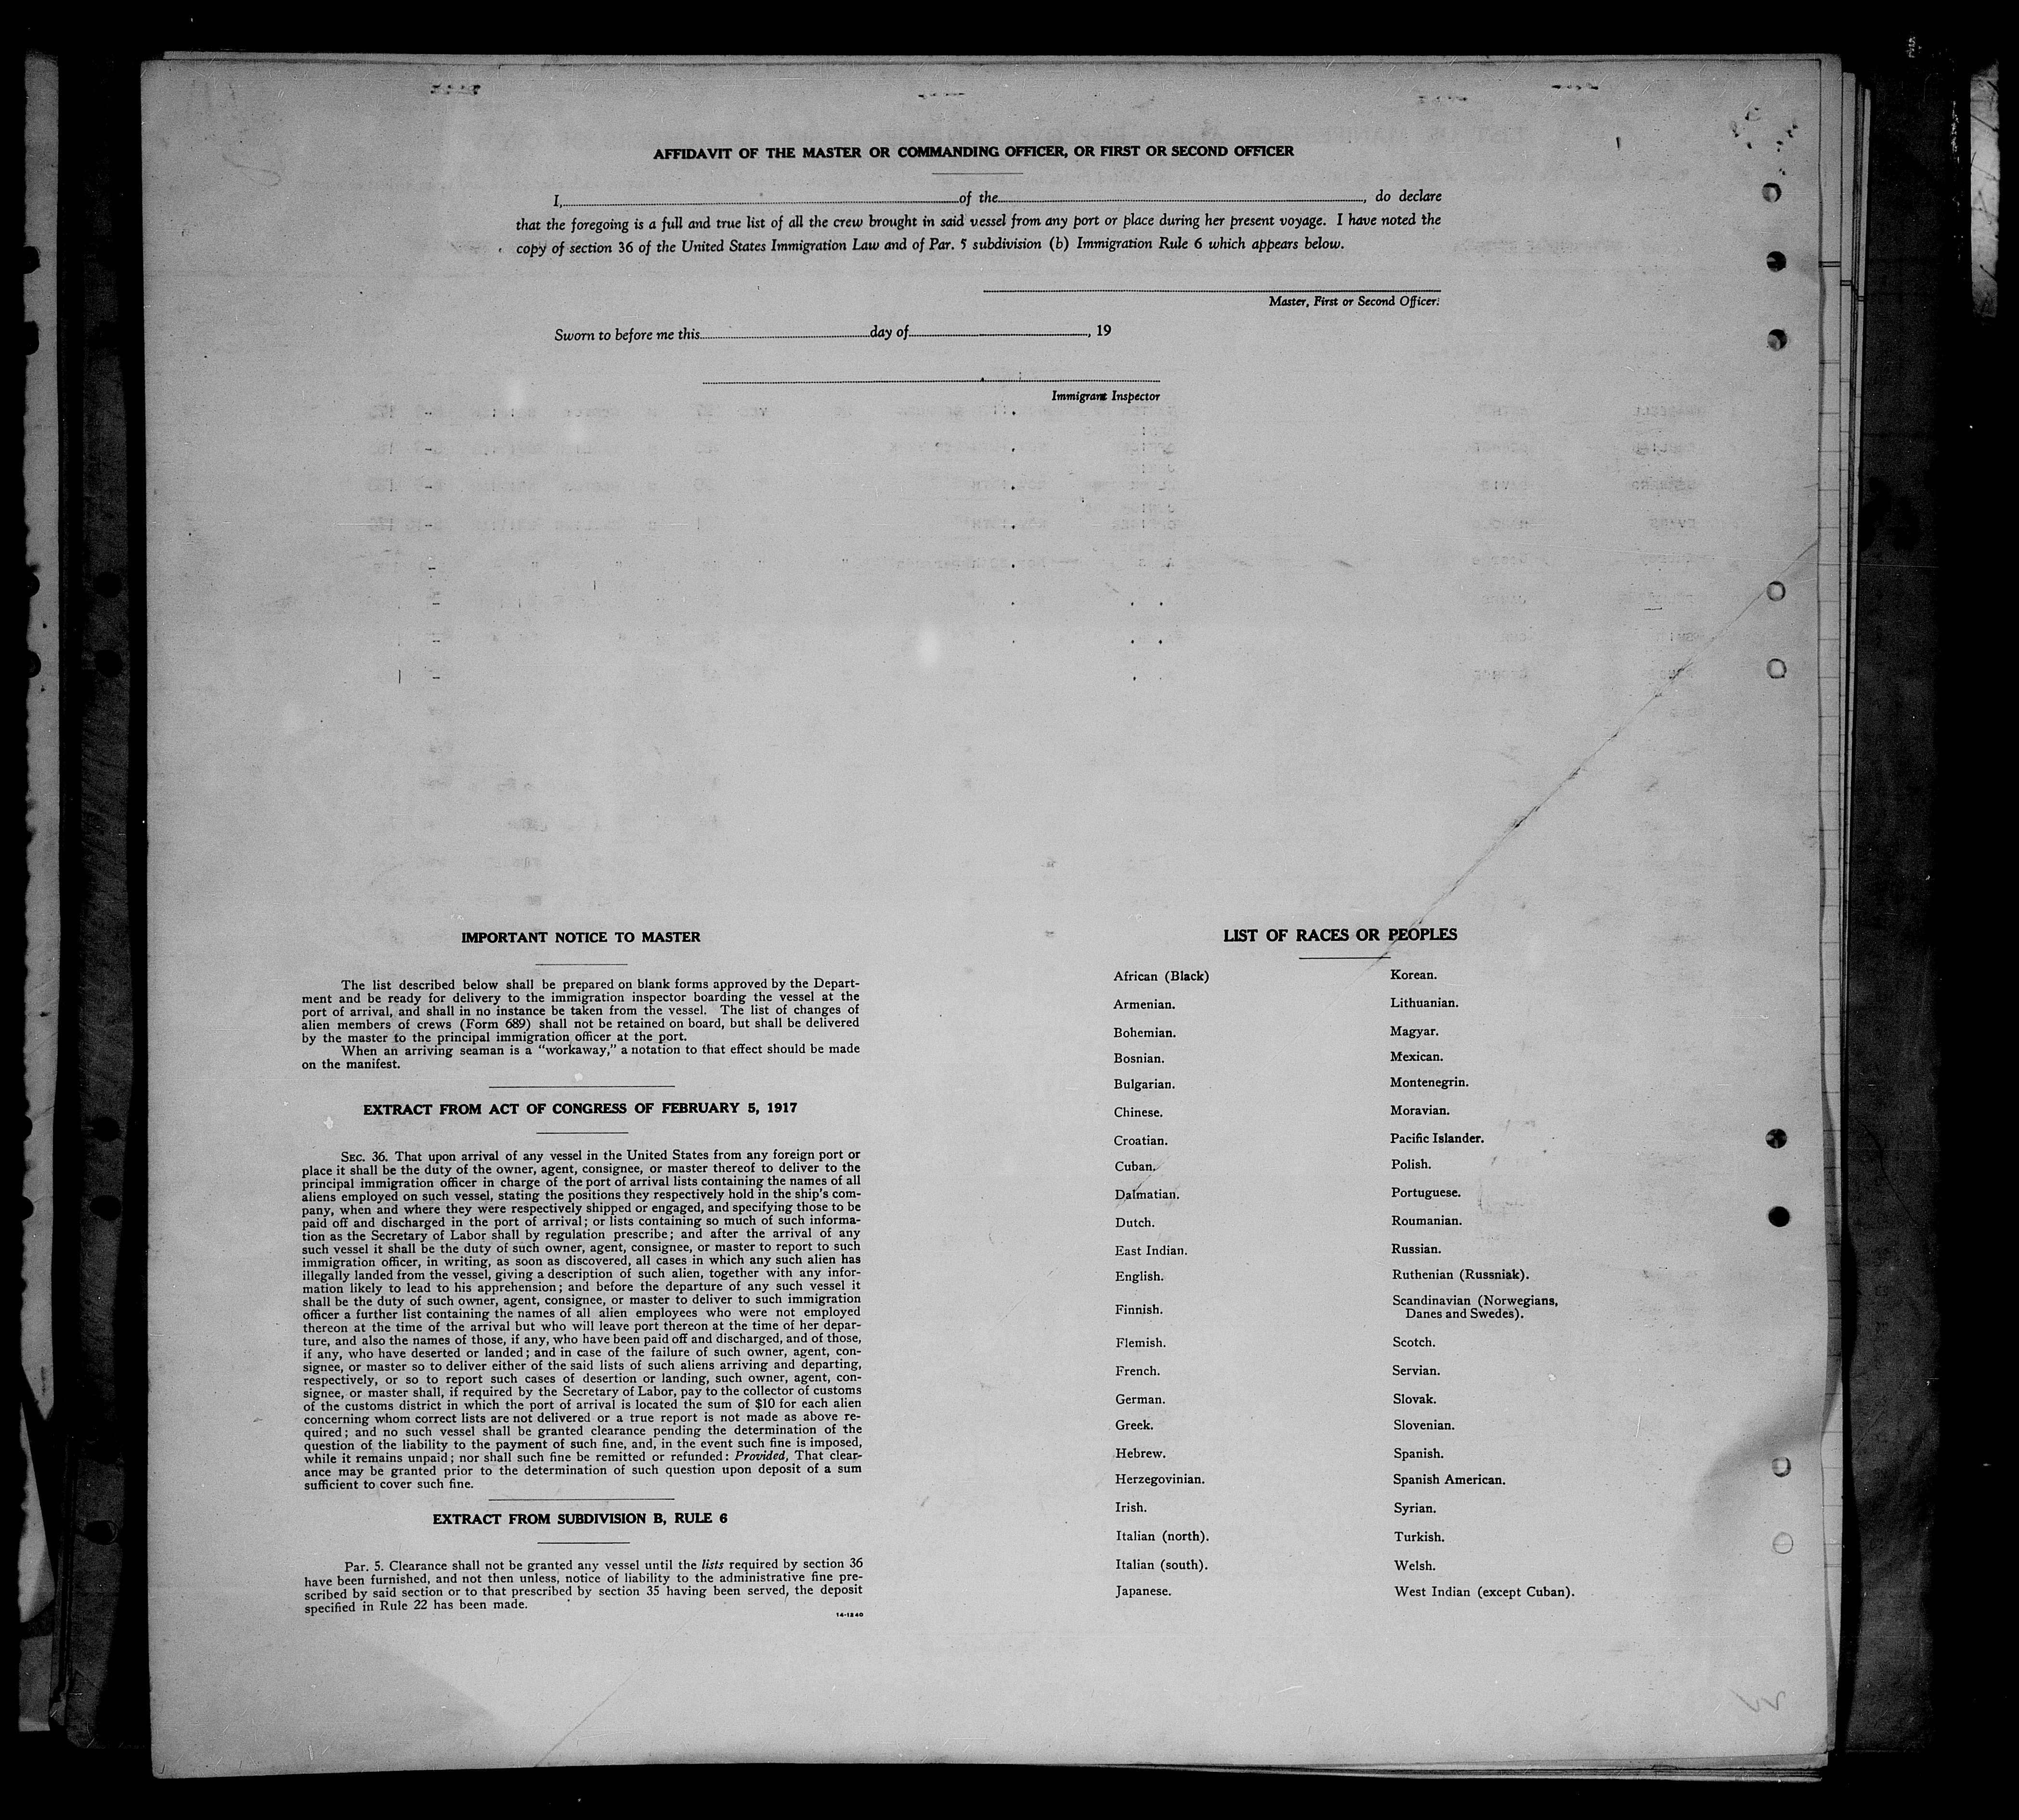 AFFIDAVIT OF THE MASTER OR COMMANDING OFFICER, OR FIRST OR SECOND OFFICER
I, of the , do declare
that the foregoing is a full and true list of all the crew brought in said vessel from any port or place during her present voyage. I have noted the
copy of section 36 of the United States Immigration Law and of Par. 5 subdivision (b) Immigration Rule 6 which appears below.
Master, First or Second Officer.
Sworn to before me this day of , 19
Immigrant Inspector
IMPORTANT NOTICE TO MASTER
The list described below shall be prepared on blank forms approved by the Depart-
ment and be ready for delivery to the immigration inspector boarding the vessel at the
port of arrival, and shall in no instance be taken from the vessel. The list of changes of
alien members of crews (Form 689) shall not be retained on board, but shall be delivered
by the master to the principal immigration officer at the port.
When an arriving seaman is a "workaway," a notation to that effect should be made
on the manifest.
EXTRACT FROM ACT OF CONGRESS OF FEBRUARY 5, 1917
SEC. 36. That upon arrival of any vessel in the United States from any foreign port or
place it shall be the duty of the owner, agent, consignee, or master thereof to deliver to the
principal immigration officer in charge of the port of arrival lists containing the names of all
aliens employed on such vessel, stating the positions they respectively hold in the ship's com-
pany, when and where they were respectively shipped or engaged, and specifying those to be
paid off and discharged in the port of arrival; or lists containing so much of such informa-
tion as the Secretary of Labor shall by regulation prescribe; and after the arrival of any
such vessel it shall be the duty of such owner, agent, consignee, or master to report to such
immigration officer, in writing, as soon as discovered, all cases in which any such alien has
illegally landed from the vessel, giving a description of such alien, together with any infor-
mation likely to lead to his apprehension; and before the departure of any such vessel it
shall be the duty of such owner, agent, consignee, or master to deliver to such immigration
officer a further list containing the names of all alien employees who were not employed
thereon at the time of the arrival but who will leave port thereon at the time of her depar-
ture, and also the names of those, if any, who have been paid off and discharged, and of those,
if any, who have deserted or landed; and in case of the failure of such owner, agent, con-
signee, or master so to deliver either of the said lists of such aliens arriving and departing,
respectively, or so to report such cases of desertion or landing, such owner, agent, con-
signee, or master shall, if required by the Secretary of Labor, pay to the collector of customs
of the customs district in which the port of arrival is located the sum of $10 for each alien
concerning whom correct lists are not delivered or a true report is not made as above re-
quired; and no such vessel shall be granted clearance pending the determination of the
question of the liability to the payment of such fine, and, in the event such fine is imposed,
while it remains unpaid; nor shall such fine be remitted or refunded: Provided, That clear-
ance may be granted prior to the determination of such question upon deposit of a sum
sufficient to cover such fine.
EXTRACT FROM SUBDIVISION B, RULE 6
Par. 5. Clearance shall not be granted any vessel until the lists required by section 36
have been furnished, and not then unless, notice of liability to the administrative fine pre-
scribed by said section or to that prescribed by section 35 having been served, the deposit
specified in Rule 22 has been made.
14-1240
LIST OF RACES OR PEOPLES
African (Black)
Armenian.
Bohemian.
Bosnian.
Bulgarian.
Chinese.
Croatian.
Cuban.
Dalmatian.
Dutch.
East Indian.
English.
Finnish.
Flemish.
French.
German.
Greek.
Hebrew.
Herzegovinian.
Irish.
Italian (north).
Italian (south).
Japanese.
Korean.
Lithuanian.
Magyar.
Mexican.
Montenegrin.
Moravian.
Pacific Islander.
Polish.
Portuguese.
Roumanian.
Russian.
Ruthenian (Russniak).
Scandinavian (Norwegians,
Danes and Swedes).
Scotch.
Servian.
Slovak.
Slovenian.
Spanish.
Spanish American.
Syrian.
Turkish.
Welsh.
West Indian (except Cuban).